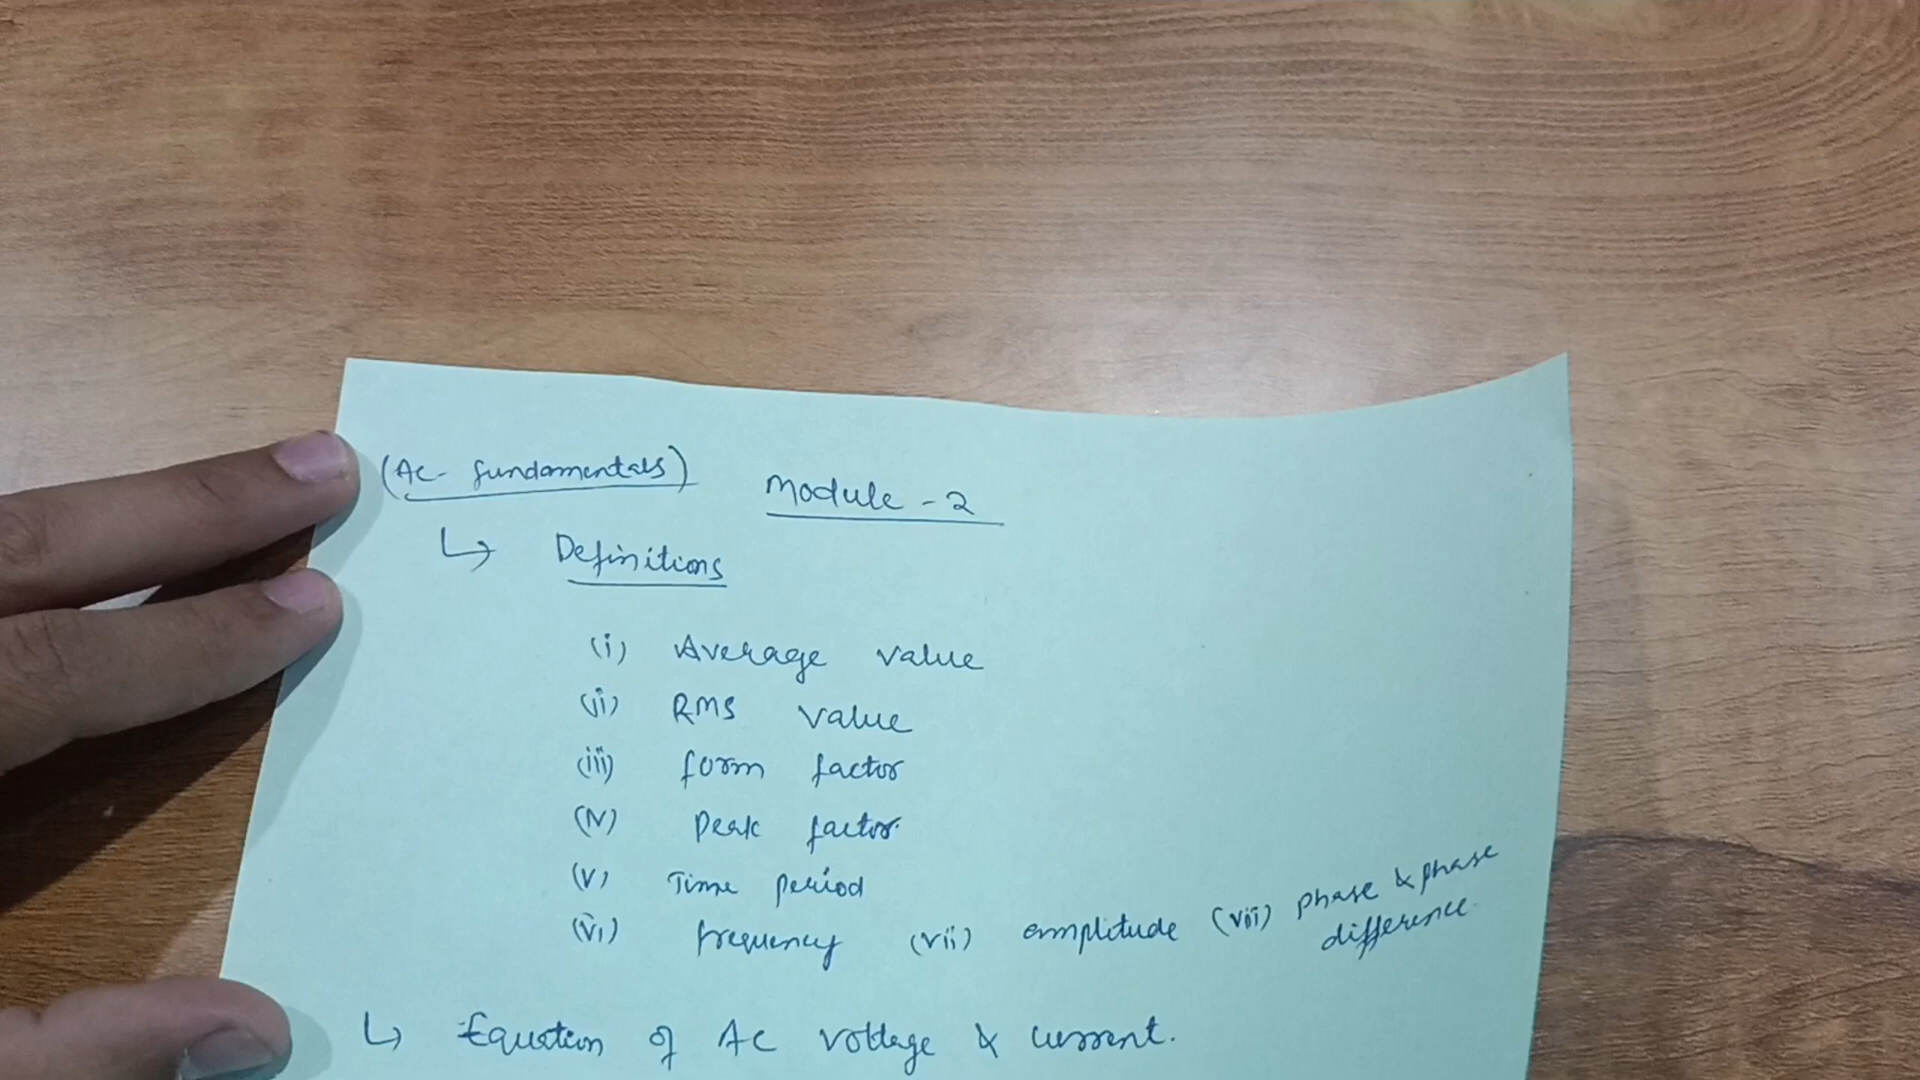 (AC- fundamentals)
Module - 2
↳ Definitions
(i) Average value
(ii) RMS value
(iii) form factor
(iv) Peak factor.
(v) Time period
(vi) frequency (vii) amplitude (viii) phase & phase difference.
↳ Equation of AC voltage & current.